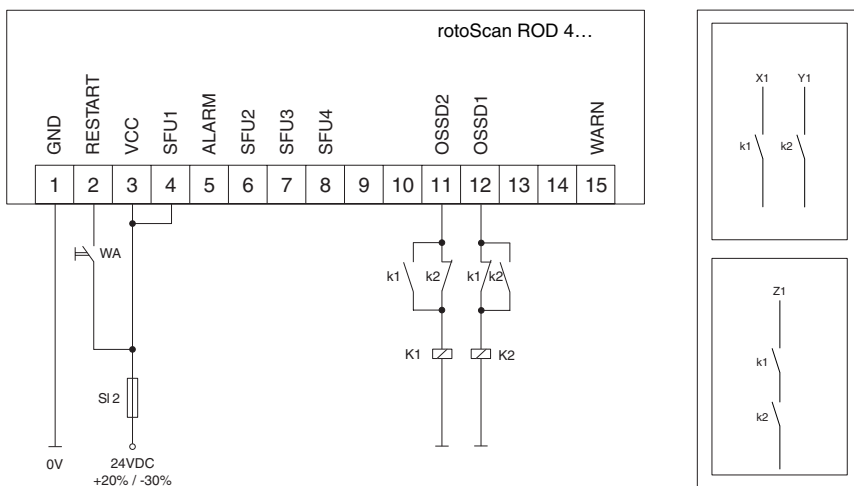 rotoScan ROD 4...
GND
RESTART
VCC
SFU1
ALARM
SFU2
SFU3
SFU4
OSSD2
OSSD1
WARN
1 2 3 4 5 6 7 8 9 10 11 12 13 14 15
WA
k1 k2 k1 k2
K1 K2
SI 2
0V
24VDC
+20% / -30%
X1 Y1
k1 k2
Z1
k1
k2